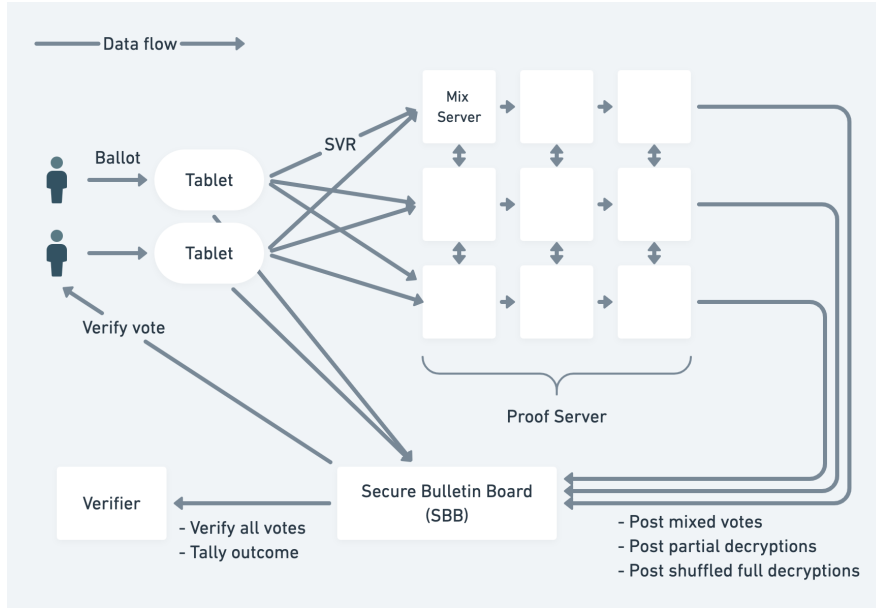 Data flow
Mix
Server
SVR
Ballot
Tablet
Tablet
Verify vote
Proof Server
Verifier
Secure Bulletin Board
(SBB)
- Verify all votes
- Tally outcome
- Post mixed votes
- Post partial decryptions
- Post shuffled full decryptions